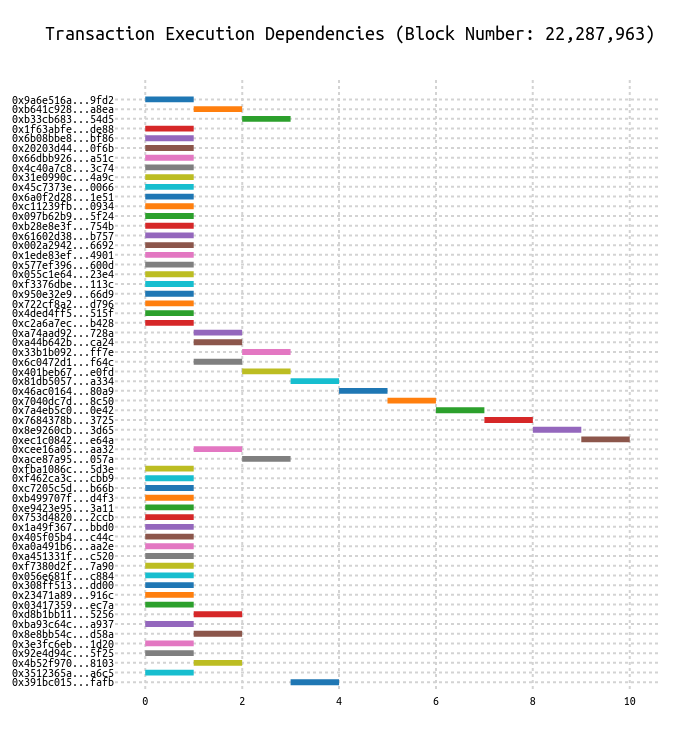 Transaction Execution Dependencies (Block Number: 22,287,963)
0x9a6e516a...9fd2
0xb641c928...a8ea
0xb33cb683...54d5
0x1f63abfe...de88
0x6b08bbe8...bf86
0x20203d44...0f6b
0x66dbb926...a51c
0x4c40a7c8...3c74
0x31e0990c...4a9c
0x45c7373e...0066
0x6a0f2d28...1e51
0xc11239fb...0934
0x097b62b9...5f24
0xb28e8e3f...754b
0x61602d38...b757
0x002a2942...6692
0x1ede83ef...4901
0x577ef396...600d
0x055c1e64...23e4
0xf3376dbe...113c
0x950e32e9...66d9
0x722cf8a2...d796
0x4ded4ff5...515f
0xc2a6a7ec...b428
0xa74aad92...728a
0xa44b642b...ca24
0x33b1b092...ff7e
0x6c0472d1...f64c
0x401beb67...e0fd
0x81db5057...a334
0x46ac0164...80a9
0x7040dc7d...8c50
0x7a4eb5c0...0e42
0x7684378b...3725
0x8e9260cb...3d65
0xec1c0842...e64a
0xcee16a05...aa32
0xace87a95...057a
0xfba1086c...5d3e
0xf462ca3c...cbb9
0xc7205c5d...b66b
0xb499707f...d4f3
0xe9423e95...3a11
0x753d4820...2ccb
0x1a49f367...bbd0
0x405f05b4...c44c
0xa0a491b6...aa2e
0xa451331f...c520
0xf7380d2f...7a90
0x056e681f...c884
0x308ff513...dd00
0x23471a89...916c
0x03417359...ec7a
0xd8b1bb11...5256
0xba93c64c...a937
0x8e8bb54c...d58a
0x3e3fc6eb...1d20
0x92e4d94c...5f25
0x4b52f970...8103
0x3512365a...a6c5
0x391bc015...fafb
0 2 4 6 8 10